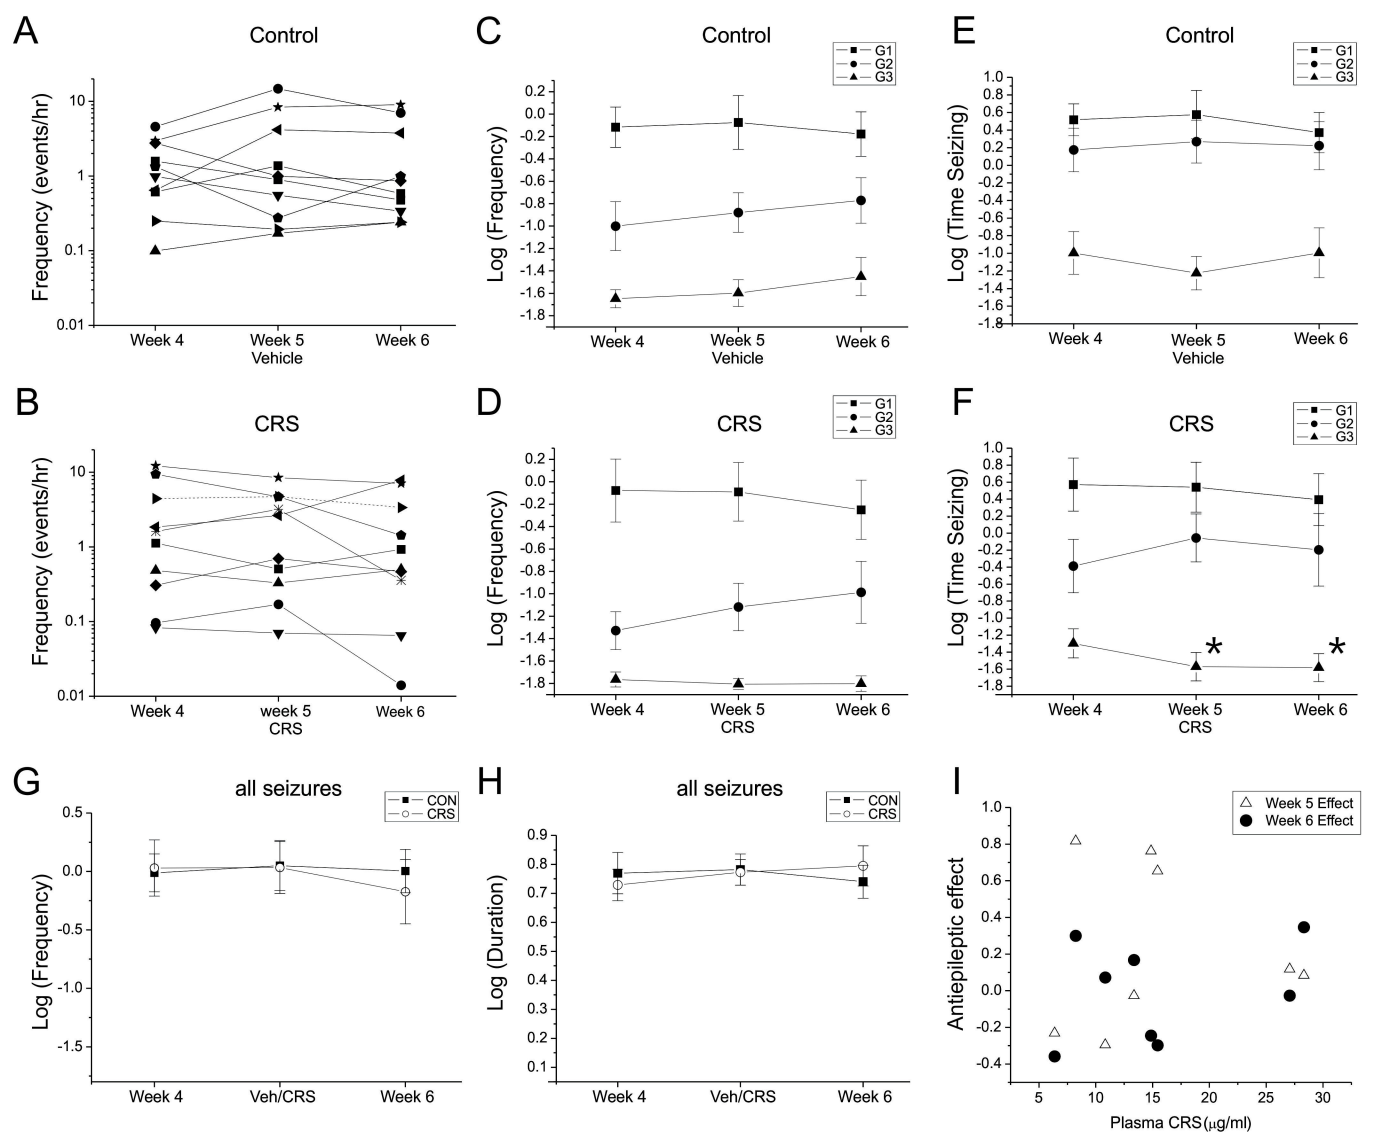 A
Control
Frequency (events/hr)
10
1
0.1
0.01
Week 4
Week 5
Week 6
Vehicle
C
Control
G1
G2
G3
Log (Frequency)
0.2
0.0
-0.2
-0.4
-0.6
-0.8
-1.0
-1.2
-1.4
-1.6
-1.8
Week 4
Week 5
Week 6
Vehicle
E
Control
G1
G2
G3
Log (Time Seizing)
1.0
0.8
0.6
0.4
0.2
0.0
-0.2
-0.4
-0.6
-0.8
-1.0
-1.2
-1.4
-1.6
-1.8
Week 4
Week 5
Week 6
Vehicle
B
CRS
Frequency (events/hr)
10
1
0.1
0.01
Week 4
week 5
Week 6
CRS
D
CRS
G1
G2
G3
Log (Frequency)
0.2
0.0
-0.2
-0.4
-0.6
-0.8
-1.0
-1.2
-1.4
-1.6
-1.8
Week 4
Week 5
Week 6
CRS
F
CRS
G1
G2
G3
Log (Time Seizing)
1.0
0.8
0.6
0.4
0.2
0.0
-0.2
-0.4
-0.6
-0.8
-1.0
-1.2
-1.4
-1.6
-1.8
*
*
Week 4
Week 5
Week 6
CRS
G
all seizures
CON
CRS
Log (Frequency)
0.5
0.0
-0.5
-1.0
-1.5
Week 4
Veh/CRS
Week 6
H
all seizures
CON
CRS
Log (Duration)
0.9
0.8
0.7
0.6
0.5
0.4
0.3
0.2
0.1
Week 4
Veh/CRS
Week 6
I
Week 5 Effect
Week 6 Effect
Antiepileptic effect
1.0
0.8
0.6
0.4
0.2
0.0
-0.2
-0.4
5
10
15
20
25
30
Plasma CRS(μg/ml)